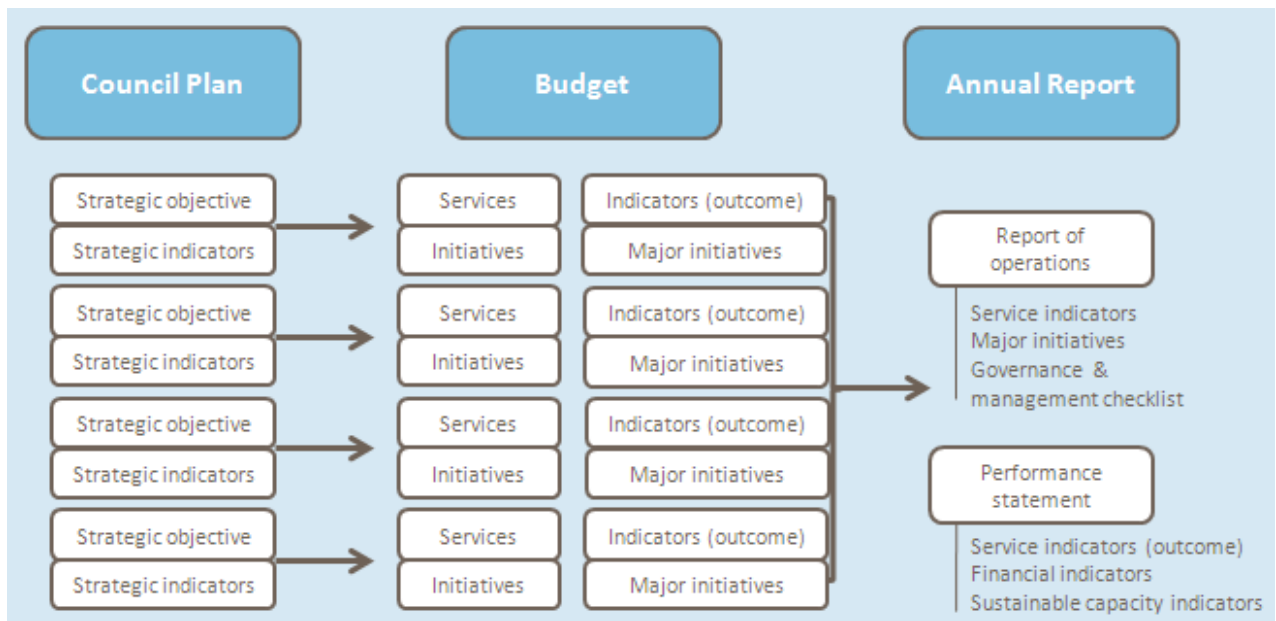 Council Plan
Budget
Annual Report
Strategic objective
Strategic indicators
Services
Initiatives
Indicators (outcome)
Major initiatives
Strategic objective
Strategic indicators
Services
Initiatives
Indicators (outcome)
Major initiatives
Strategic objective
Strategic indicators
Services
Initiatives
Indicators (outcome)
Major initiatives
Strategic objective
Strategic indicators
Services
Initiatives
Indicators (outcome)
Major initiatives
Report of
operations
Service indicators
Major initiatives
Governance &
management checklist
Performance
statement
Service indicators (outcome)
Financial indicators
Sustainable capacity indicators